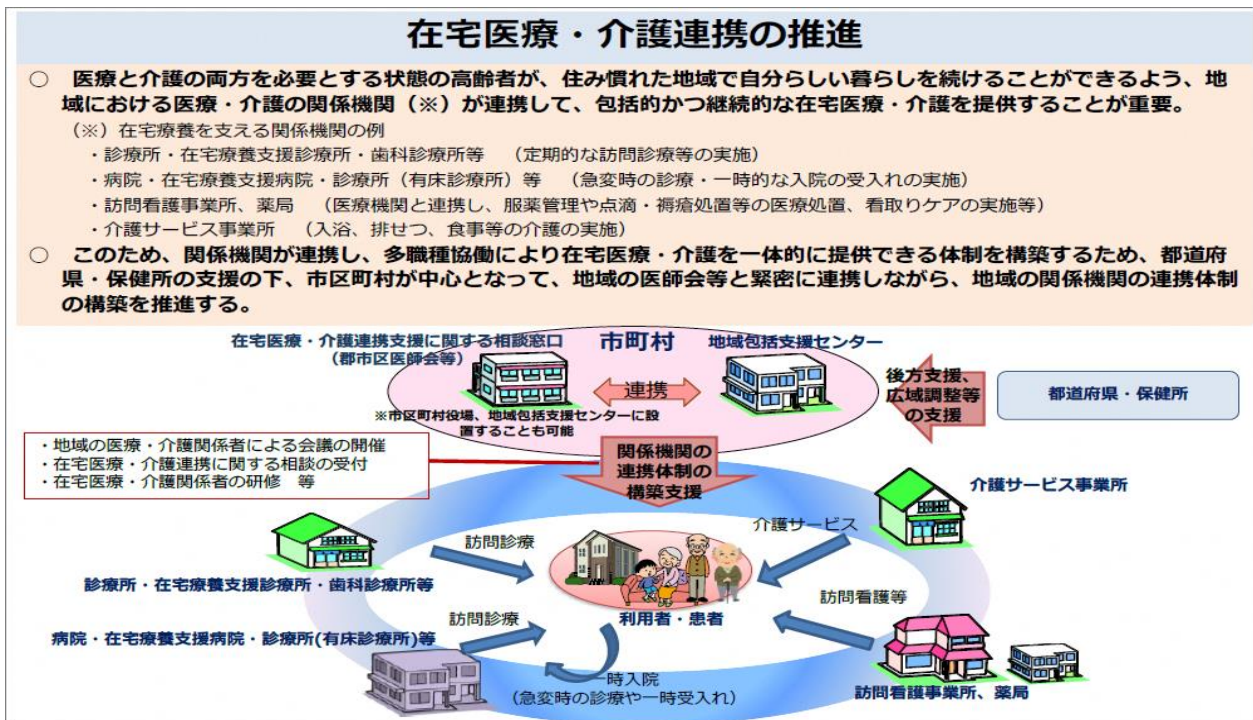 在宅医療・介護連携の推進
○　医療と介護の両方を必要とする状態の高齢者が、住み慣れた地域で自分らしい暮らしを続けることができるよう、地
域における医療・介護の関係機関（※）が連携して、包括的かつ継続的な在宅医療・介護を提供することが重要。
（※）在宅療養を支える関係機関の例
・診療所・在宅療養支援診療所・歯科診療所等　（定期的な訪問診療等の実施）
・病院・在宅療養支援病院・診療所（有床診療所）等　（急変時の診療・一時的な入院の受入れの実施）
・訪問看護事業所、薬局　（医療機関と連携し、服薬管理や点滴・褥瘡処置等の医療処置、看取りケアの実施等）
・介護サービス事業所　（入浴、排せつ、食事等の介護の実施）
○　このため、関係機関が連携し、多職種協働により在宅医療・介護を一体的に提供できる体制を構築するため、都道府
県・保健所の支援の下、市区町村が中心となって、地域の医師会等と緊密に連携しながら、地域の関係機関の連携体制
の構築を推進する。
在宅医療・介護連携支援に関する相談窓口
（郡市区医師会等）
市町村
地域包括支援センター
連携
※市区町村役場、地域包括支援センターに設
置することも可能
後方支援、
広域調整等
の支援
都道府県・保健所
・地域の医療・介護関係者による会議の開催
・在宅医療・介護連携に関する相談の受付
・在宅医療・介護関係者の研修　等
関係機関の
連携体制の
構築支援
介護サービス事業所
訪問診療
介護サービス
診療所・在宅療養支援診療所・歯科診療所等
訪問看護等
訪問診療
利用者・患者
病院・在宅療養支援病院・診療所(有床診療所)等
一時入院
（急変時の診療や一時受入れ）
訪問看護事業所、薬局